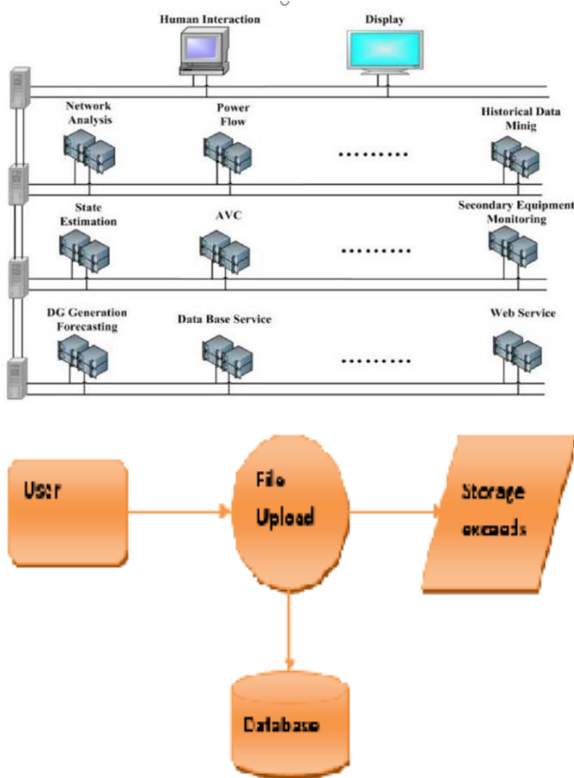 Human Interaction
Display
Network
Analysis
Power
Flow
Historical Data
Minig
State
Estimation
AVC
Secondary Equipment
Monitoring
DG Generation
Forecasting
Data Base Service
Web Service
User
File
Upload
Storage
exceeds
Database